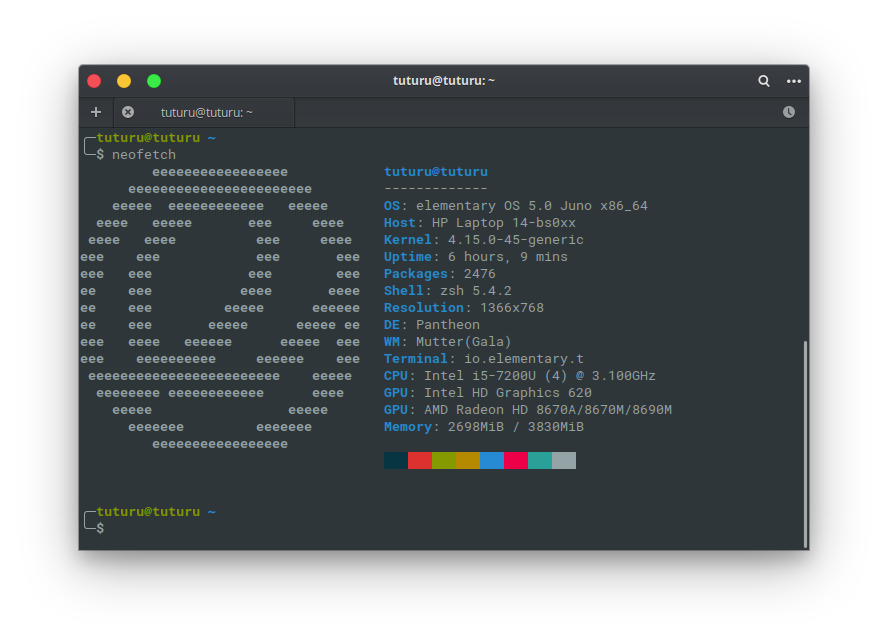 tuturu@tuturu: ~
tuturu@tuturu: ~
tuturu@tuturu ~
$ neofetch
         eeeeeeeeeeeeeeeee            tuturu@tuturu
      eeeeeeeeeeeeeeeeeeeeeee         -------------
    eeeee  eeeeeeeeeeee   eeeee       OS: elementary OS 5.0 Juno x86_64
  eeee   eeeee       eee     eeee     Host: HP Laptop 14-bs0xx
 eeee   eeee          eee     eeee    Kernel: 4.15.0-45-generic
eee    eee            eee       eee   Uptime: 6 hours, 9 mins
eee   eee            eee        eee   Packages: 2476
ee    eee           eeee       eeee   Shell: zsh 5.4.2
ee    eee         eeeee      eeeeee   Resolution: 1366x768
ee    eee       eeeee      eeeee ee   DE: Pantheon
eee   eeee   eeeeee      eeeee  eee   WM: Mutter(Gala)
eee    eeeeeeeeee     eeeeee    eee   Terminal: io.elementary.t
 eeeeeeeeeeeeeeeeeeeeeeee    eeeee    CPU: Intel i5-7200U (4) @ 3.100GHz
  eeeeeeee eeeeeeeeeeee      eeee     GPU: Intel HD Graphics 620
    eeeee                 eeeee       GPU: AMD Radeon HD 8670A/8670M/8690M
      eeeeeee         eeeeeee         Memory: 2698MiB / 3830MiB
         eeeeeeeeeeeeeeeee
tuturu@tuturu ~
$